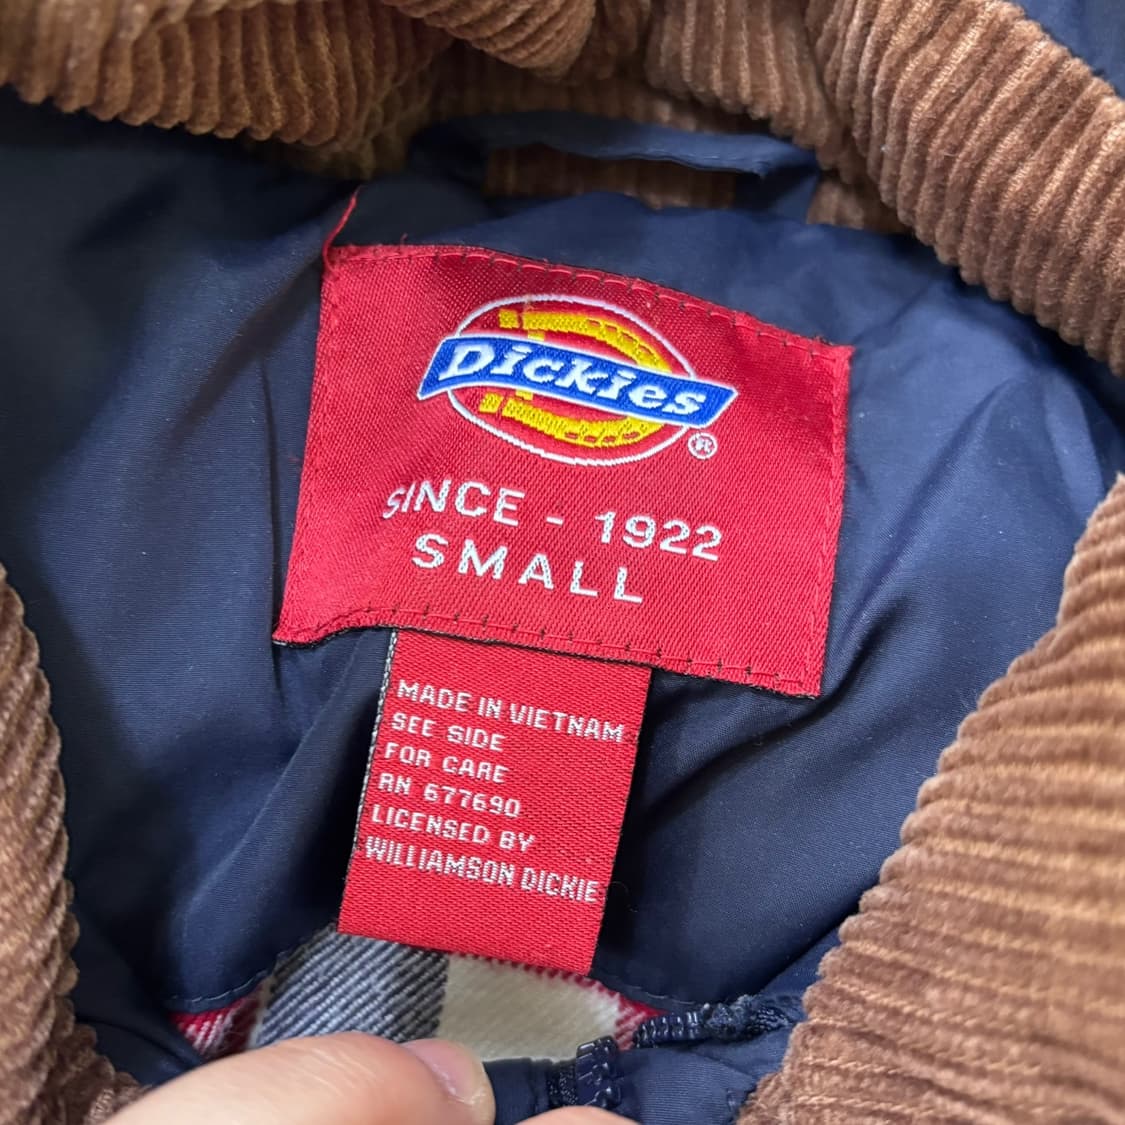 Dickies ®
SINCE - 1922
SMALL
MADE IN VIETNAM
SEE SIDE
FOR CARE
RN 677690
LICENSED BY
WILLIAMSON DICKIE